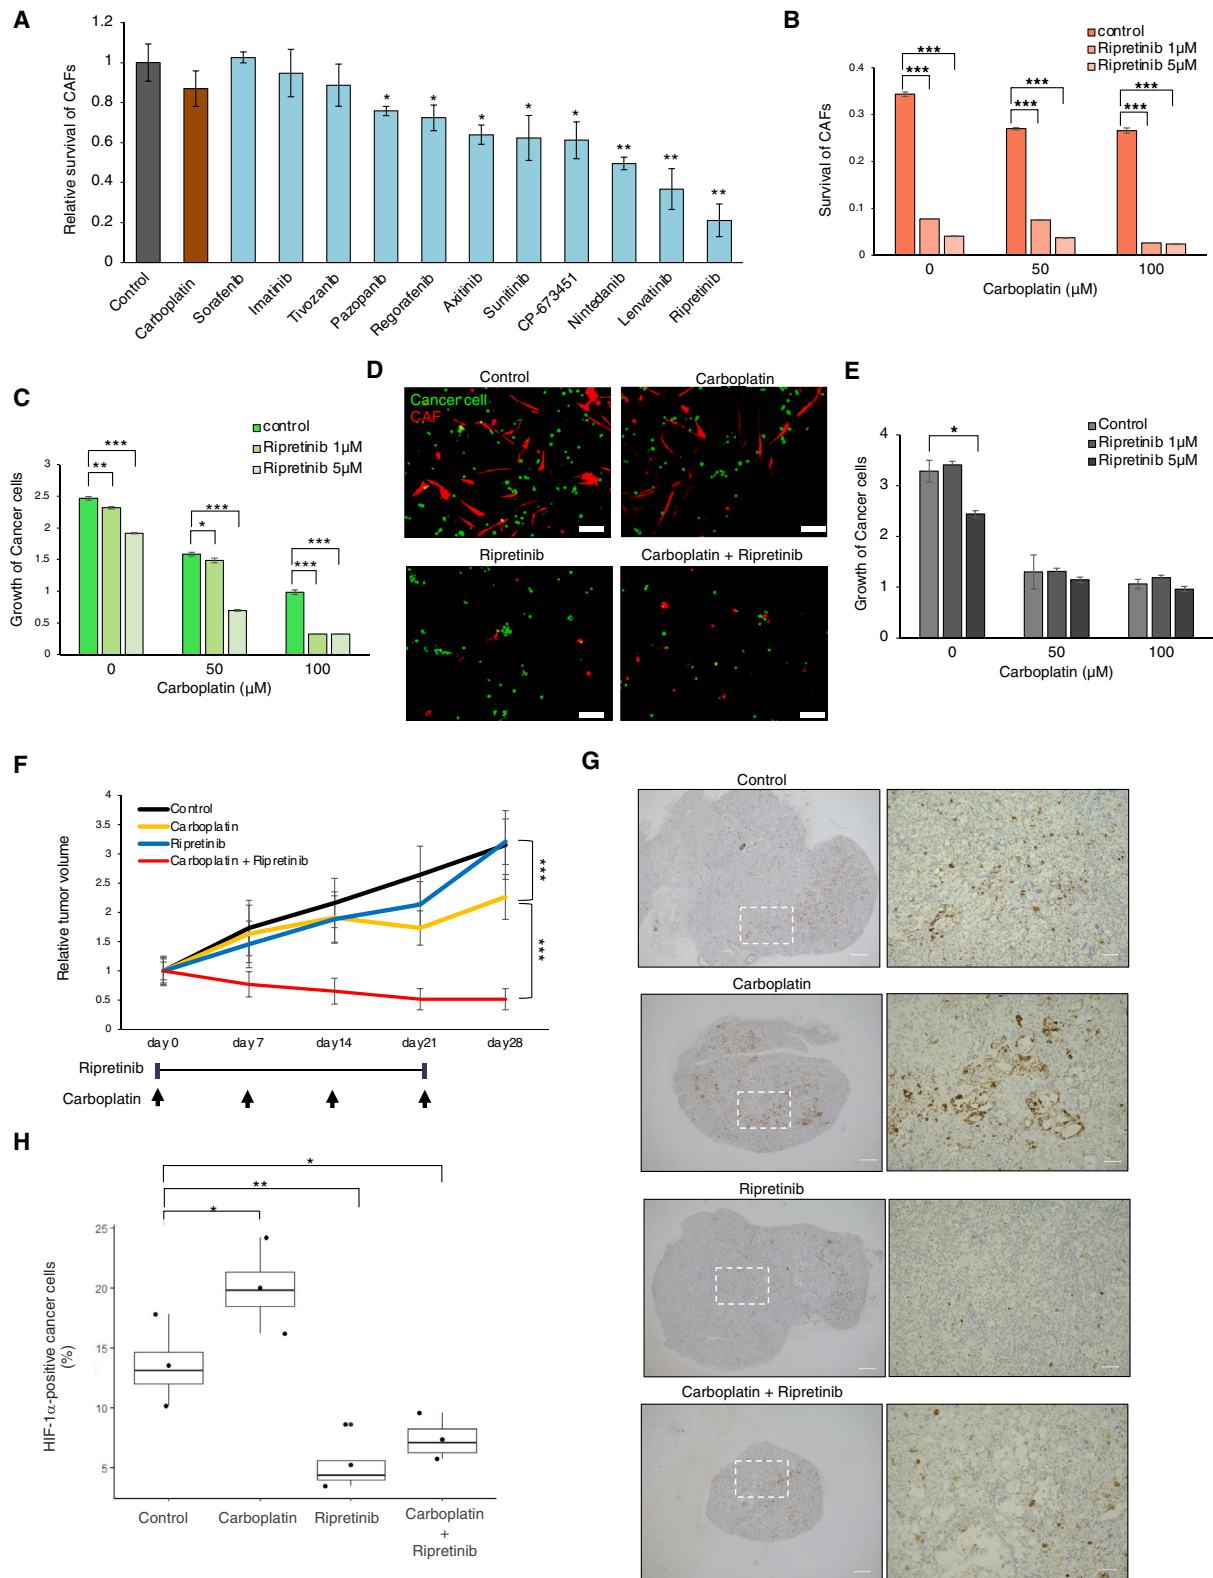 A
1.2
1
0.8
0.6
0.4
0.2
0
Relative survival of CAFs
*
*
*
*
*
**
**
**
Control
Carboplatin
Sorafenib
Imatinib
Tivozanib
Pazopanib
Regorafenib
Axitinib
Sunitinib
CP-673451
Nintedanib
Lenvatinib
Ripretinib
B
control
Ripretinib 1μM
Ripretinib 5μM
0.4
0.3
0.2
0.1
0
Survival of CAFs
***
***
***
***
***
***
0 50 100
Carboplatin (μM)
C
control
Ripretinib 1μM
Ripretinib 5μM
3
2.5
2
1.5
1
0.5
0
Growth of Cancer cells
***
**
***
*
***
***
0 50 100
Carboplatin (μM)
D
Control
Carboplatin
Cancer cell
CAF
Ripretinib
Carboplatin + Ripretinib
E
Control
Ripretinib 1μM
Ripretinib 5μM
4
3
2
1
0
Growth of Cancer cells
*
0 50 100
Carboplatin (μM)
F
4
3.5
3
2.5
2
1.5
1
0.5
0
Relative tumor volume
Control
Carboplatin
Ripretinib
Carboplatin + Ripretinib
***
***
day 0 day 7 day14 day21 day28
Ripretinib
Carboplatin
G
Control
Carboplatin
Ripretinib
Carboplatin + Ripretinib
H
*
**
*
25
20
15
10
5
HIF-1α-positive cancer cells
(%)
Control
Carboplatin
Ripretinib
Carboplatin
+
Ripretinib